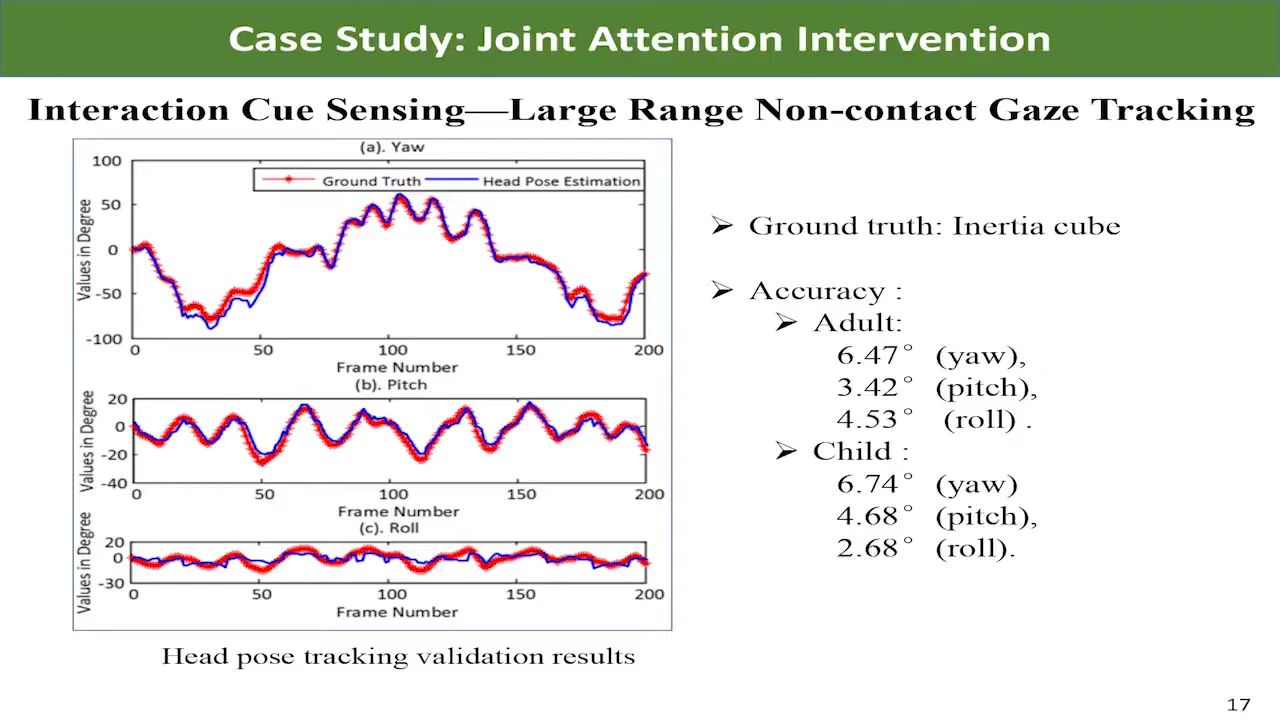 Case Study: Joint Attention Intervention
Interaction Cue Sensing—Large Range Non-contact Gaze Tracking
(a). Yaw
Ground Truth
Head Pose Estimation
Values in Degree
100
50
0
-50
-100
0 50 100 150 200
Frame Number
(b). Pitch
Values in Degree
20
0
-20
-40
0 50 100 150 200
Frame Number
(c). Roll
Values in Degree
20
0
-30
0 50 100 150 200
Frame Number
Head pose tracking validation results
➢ Ground truth: Inertia cube
➢ Accuracy :
➢ Adult:
6.47° (yaw),
3.42° (pitch),
4.53° (roll) .
➢ Child :
6.74° (yaw)
4.68° (pitch),
2.68° (roll).
17